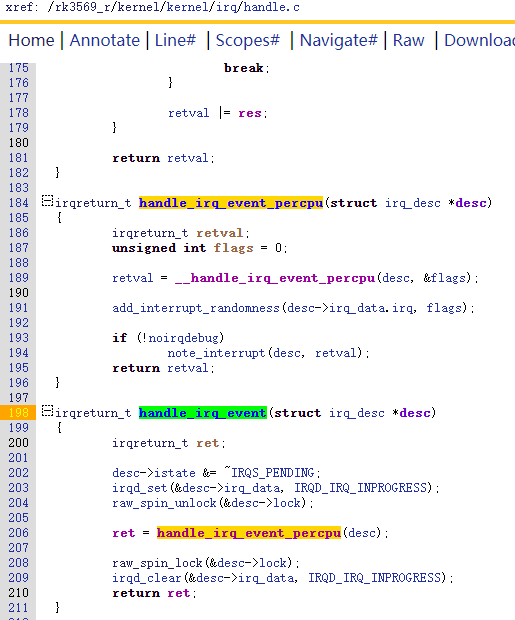 xref: /rk3569_r/kernel/kernel/irq/handle.c
Home | Annotate | Line# | Scopes# | Navigate# | Raw | Download
175 break;
176 }
177
178 retval |= res;
179 }
180
181 return retval;
182 }
183
184 irqreturn_t handle_irq_event_percpu(struct irq_desc *desc)
185 {
186 irqreturn_t retval;
187 unsigned int flags = 0;
188
189 retval = __handle_irq_event_percpu(desc, &flags);
190
191 add_interrupt_randomness(desc->irq_data.irq, flags);
192
193 if (!noirqdebug)
194 note_interrupt(desc, retval);
195 return retval;
196 }
197
198 irqreturn_t handle_irq_event(struct irq_desc *desc)
199 {
200 irqreturn_t ret;
201
202 desc->istate &= ~IRQS_PENDING;
203 irqd_set(&desc->irq_data, IRQD_IRQ_INPROGRESS);
204 raw_spin_unlock(&desc->lock);
205
206 ret = handle_irq_event_percpu(desc);
207
208 raw_spin_lock(&desc->lock);
209 irqd_clear(&desc->irq_data, IRQD_IRQ_INPROGRESS);
210 return ret;
211 }